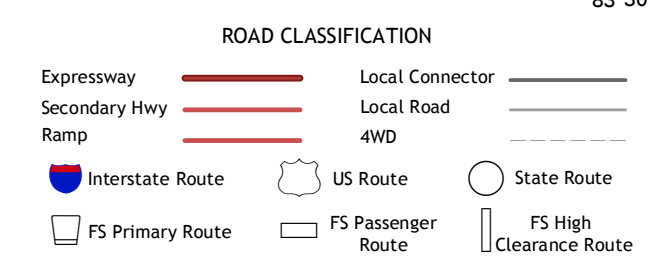 ROAD CLASSIFICATION
Expressway
Local Connector
Secondary Hwy
Local Road
Ramp
4WD
Interstate Route
US Route
State Route
FS Primary Route
FS Passenger
Route
FS High
Clearance Route